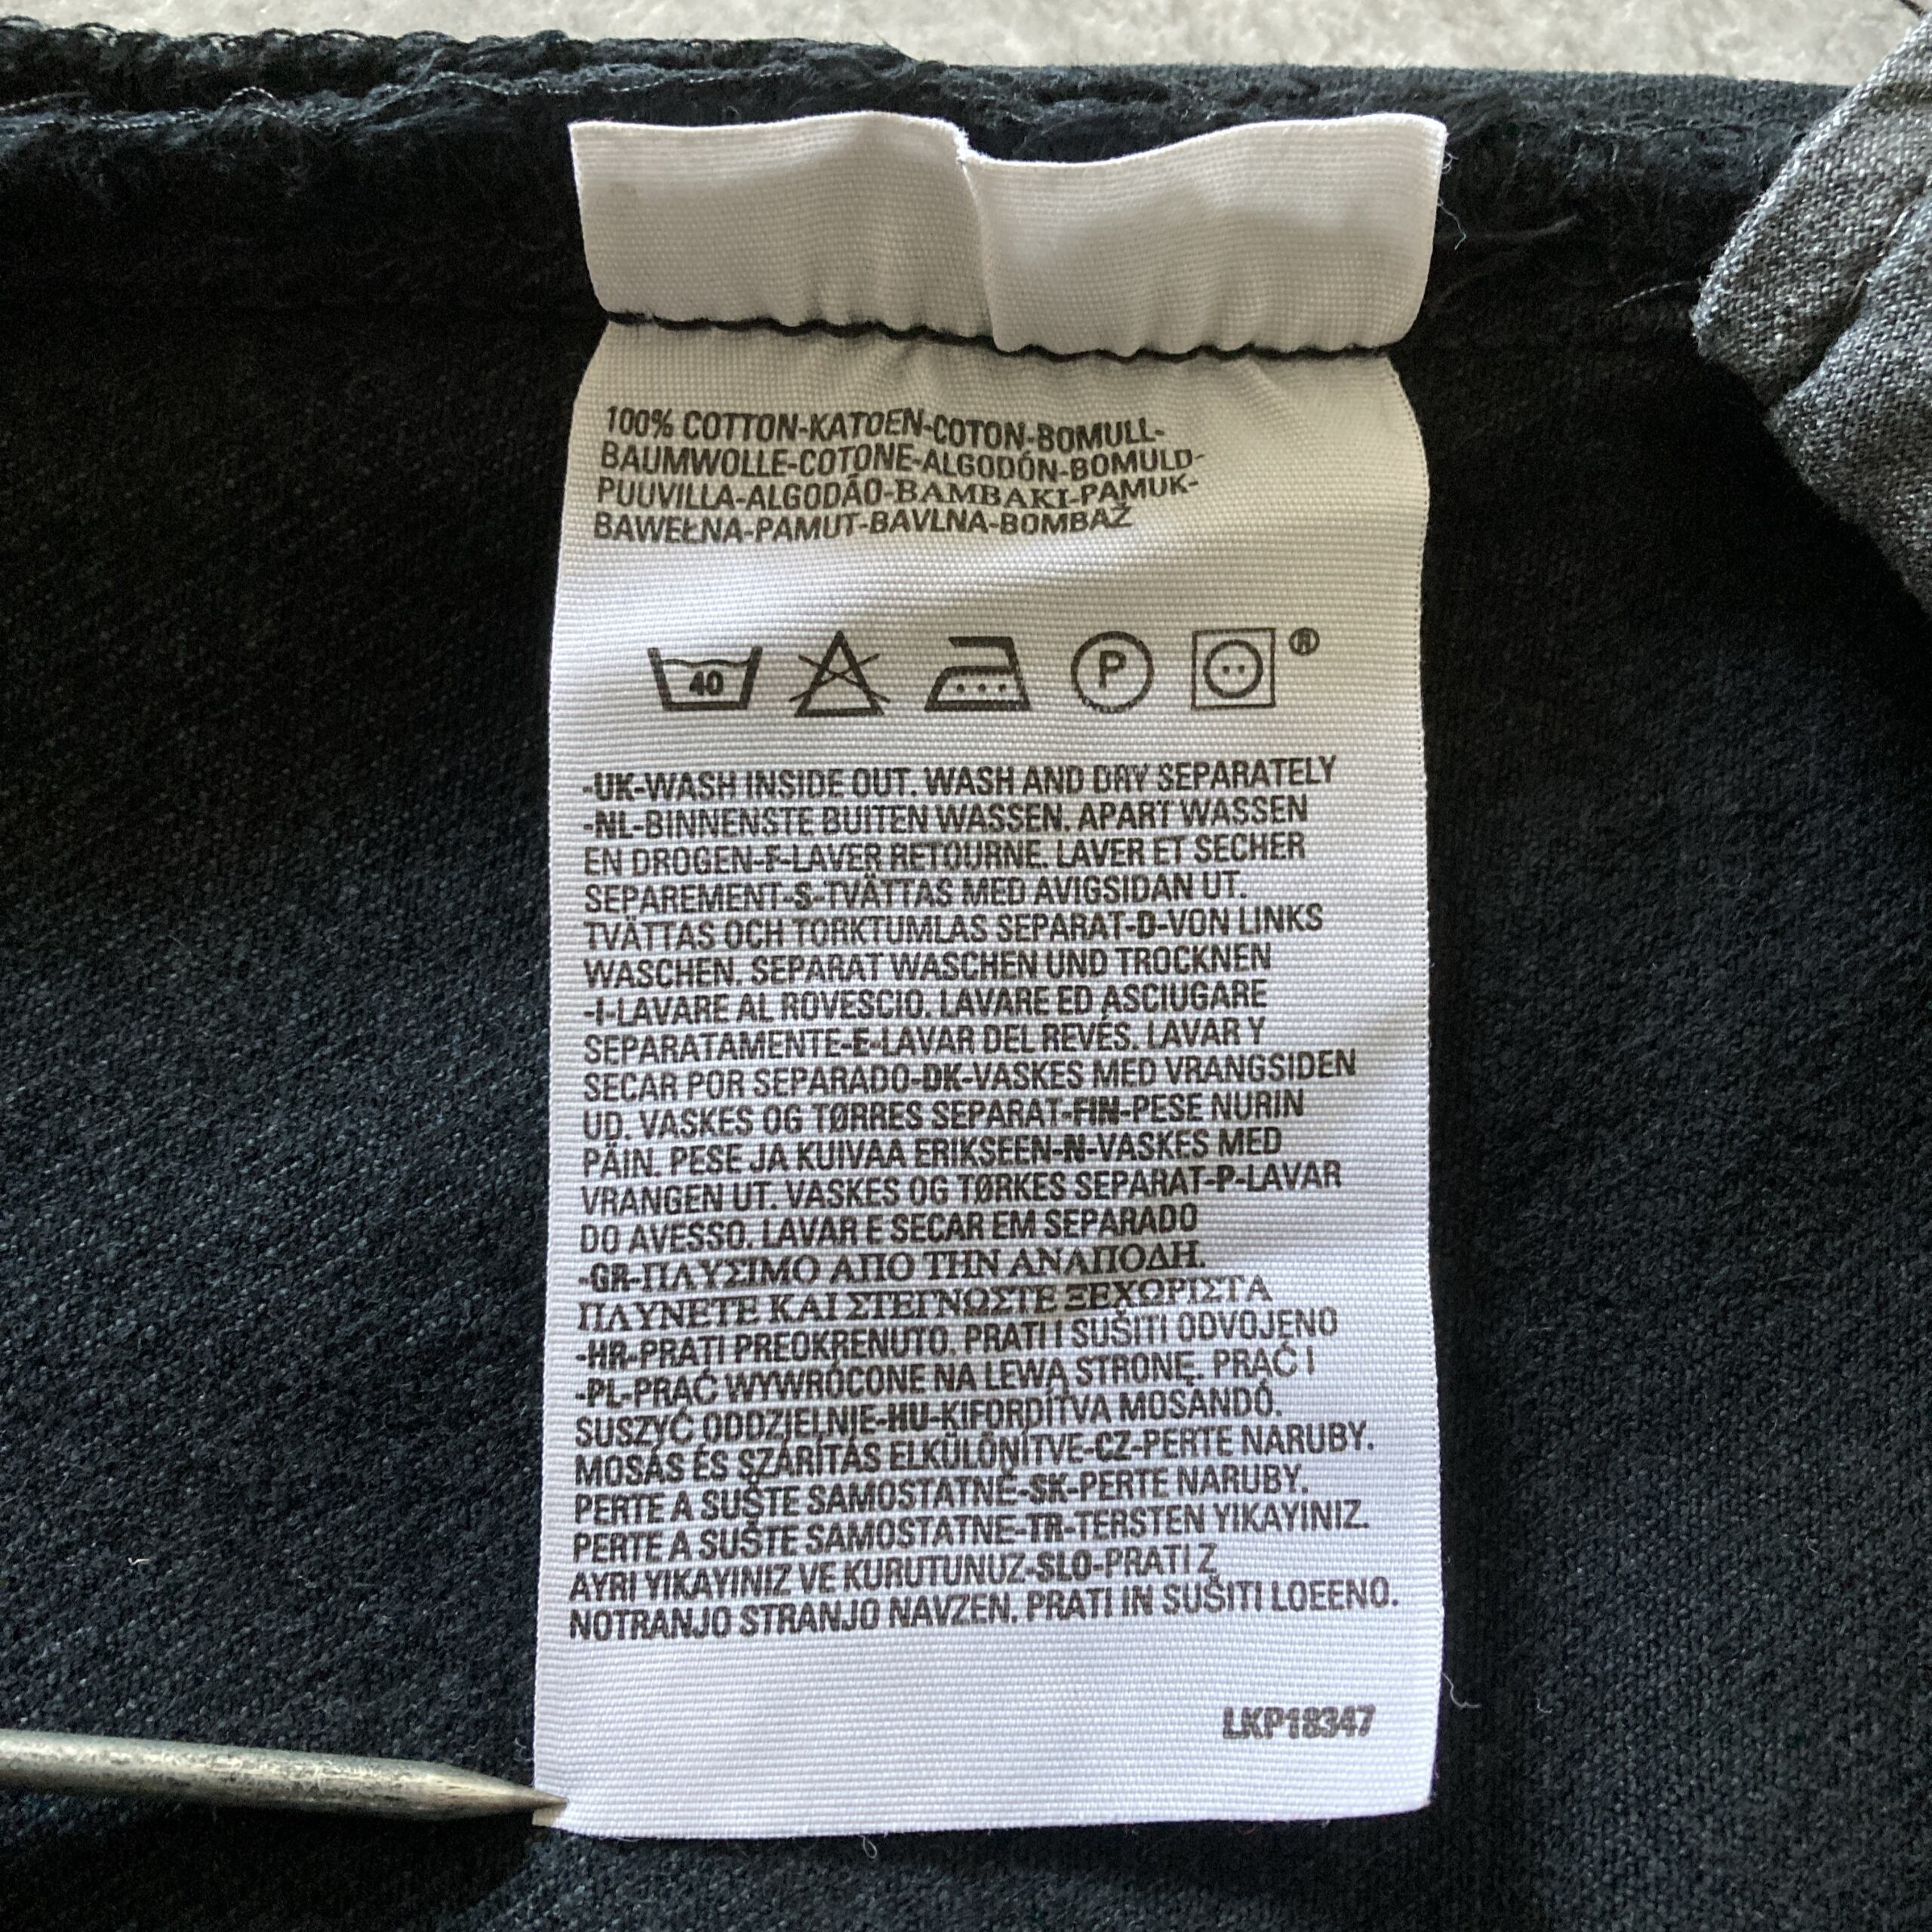 100% COTTON-KATOEN-COTON-BOMULL-
BAUMWOLLE-COTONE-ALGODÓN-BOMULD-
PUUVILLA-ALGODÃO-BAMBAKI-PAMUK-
BAWEŁNA-PAMUT-BAVLNA-BOMBAŽ
40 P ®
-UK-WASH INSIDE OUT. WASH AND DRY SEPARATELY
-NL-BINNENSTE BUITEN WASSEN. APART WASSEN
EN DROGEN-F-LAVER RETOURNE. LAVER ET SECHER
SEPAREMENT-S-TVÄTTAS MED AVIGSIDAN UT.
TVÄTTAS OCH TORKTUMLAS SEPARAT-D-VON LINKS
WASCHEN. SEPARAT WASCHEN UND TROCKNEN
-I-LAVARE AL ROVESCIO. LAVARE ED ASCIUGARE
SEPARATAMENTE-E-LAVAR DEL REVÉS. LAVAR Y
SECAR POR SEPARADO-DK-VASKES MED VRANGSIDEN
UD. VASKES OG TØRRES SEPARAT-FIN-PESE NURIN
PÄIN. PESE JA KUIVAA ERIKSEEN-N-VASKES MED
VRANGEN UT. VASKES OG TØRKES SEPARAT-P-LAVAR
DO AVESSO. LAVAR E SECAR EM SEPARADO
-GR-ΠΛΥΣΙΜΟ ΑΠΟ ΤΗΝ ΑΝΑΠΟΔΗ.
ΠΛΥΝΕΤΕ ΚΑΙ ΣΤΕΓΝΩΣΤΕ ΞΕΧΩΡΙΣΤΑ
-HR-PRATI PREOKRENUTO. PRATI I SUŠITI ODVOJENO
-PL-PRAĆ WYWRÓCONE NA LEWĄ STRONĘ. PRAĆ I
SUSZYĆ ODDZIELNIE-HU-KIFORDÍTVA MOSANDÓ.
MOSÁS ÉS SZÁRÍTÁS ELKÜLÖNÍTVE-CZ-PERTE NARUBY.
PERTE A SUŠTE SAMOSTATNĚ-SK-PERTE NARUBY.
PERTE A SUŠTE SAMOSTATNE-TR-TERSTEN YIKAYINIZ.
AYRI YIKAYINIZ VE KURUTUNUZ-SLO-PRATI Z
NOTRANJO STRANJO NAVZEN. PRATI IN SUŠITI LOEENO.
LKP18347